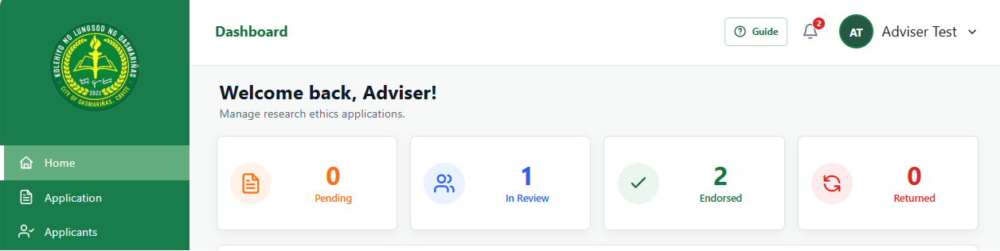 KOLEHIYO NG LUNGSOD NG DASMARIÑAS
2021
CITY OF DASMARIÑAS, CAVITE
Home
Application
Applicants
Dashboard
Guide
2
AT
Adviser Test
Welcome back, Adviser!
Manage research ethics applications.
0
Pending
1
In Review
2
Endorsed
0
Returned